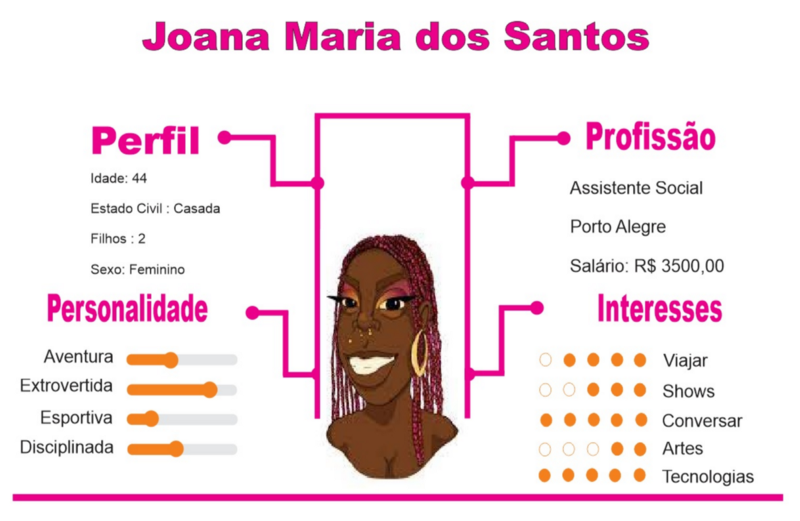 Joana Maria dos Santos
Perfil
Idade: 44
Estado Civil : Casada
Filhos : 2
Sexo: Feminino
Profissão
Assistente Social
Porto Alegre
Salário: R$ 3500,00
Personalidade
Aventura
Extrovertida
Esportiva
Disciplinada
Interesses
Viajar
Shows
Conversar
Artes
Tecnologias